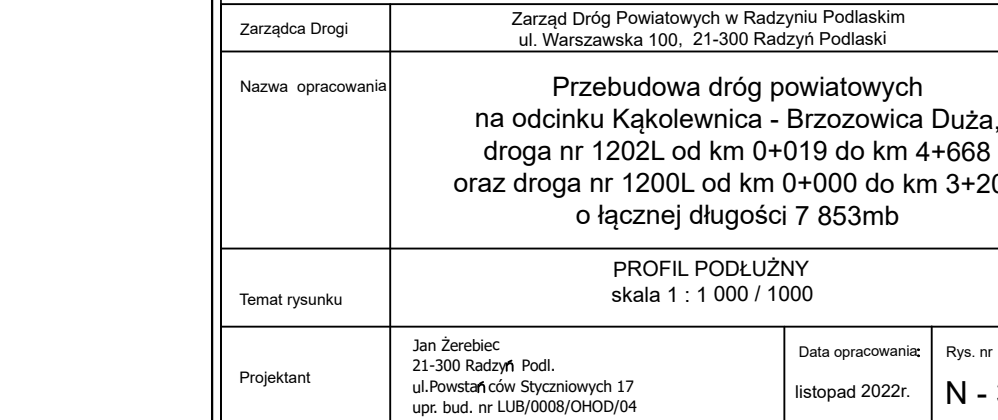 Zarządca Drogi
Zarząd Dróg Powiatowych w Radzyniu Podlaskim
ul. Warszawska 100, 21-300 Radzyń Podlaski
Nazwa opracowania
Przebudowa dróg powiatowych
na odcinku Kąkolewnica - Brzozowica Duża,
droga nr 1202L od km 0+019 do km 4+668
oraz droga nr 1200L od km 0+000 do km
o łącznej długości 7 853mb
Temat rysunku
PROFIL PODŁUŻNY
skala 1 : 1 000 / 1000
Projektant
Jan Żerebiec
21-300 Radzyń Podl.
ul.Powstańców Styczniowych 17
upr. bud. nr LUB/0008/OHOD/04
Data opracowania:
listopad 2022r.
Rys. nr
N -